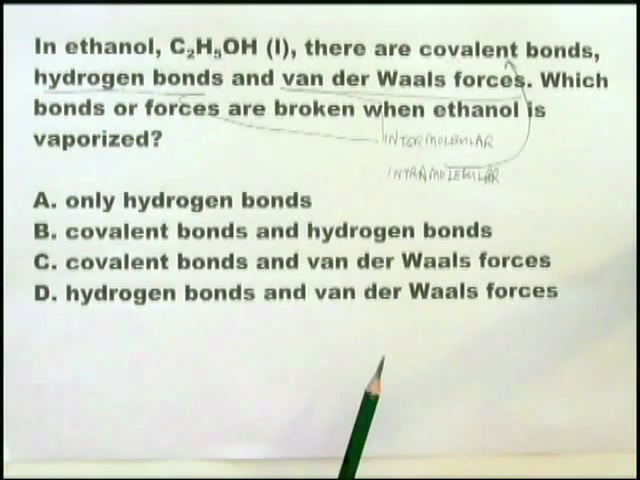 In ethanol, C₂H₅OH (l), there are covalent bonds,
hydrogen bonds and van der Waals forces. Which
bonds or forces are broken when ethanol is
vaporized?
INTERMOLECULAR
INTRAMOLECULAR
A. only hydrogen bonds
B. covalent bonds and hydrogen bonds
C. covalent bonds and van der Waals forces
D. hydrogen bonds and van der Waals forces